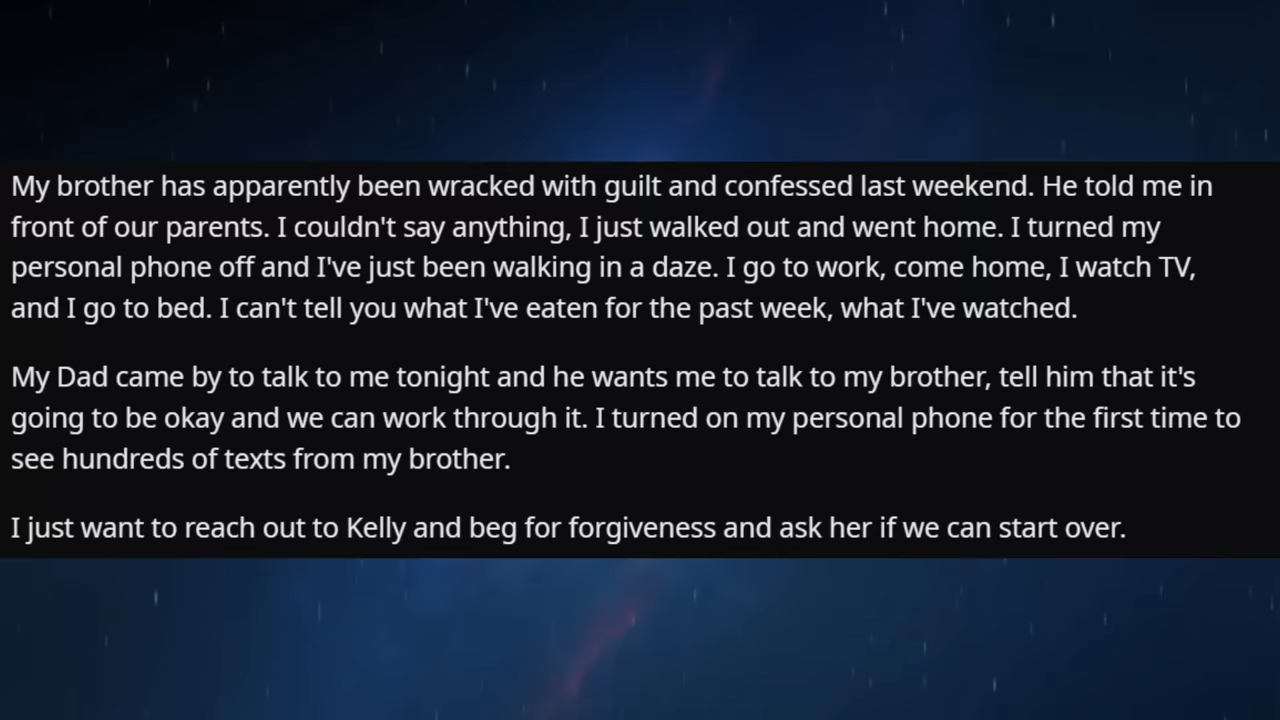 My brother has apparently been wracked with guilt and confessed last weekend. He told me in
front of our parents. I couldn't say anything, I just walked out and went home. I turned my
personal phone off and I've just been walking in a daze. I go to work, come home, I watch TV,
and I go to bed. I can't tell you what I've eaten for the past week, what I've watched.
My Dad came by to talk to me tonight and he wants me to talk to my brother, tell him that it's
going to be okay and we can work through it. I turned on my personal phone for the first time to
see hundreds of texts from my brother.
I just want to reach out to Kelly and beg for forgiveness and ask her if we can start over.